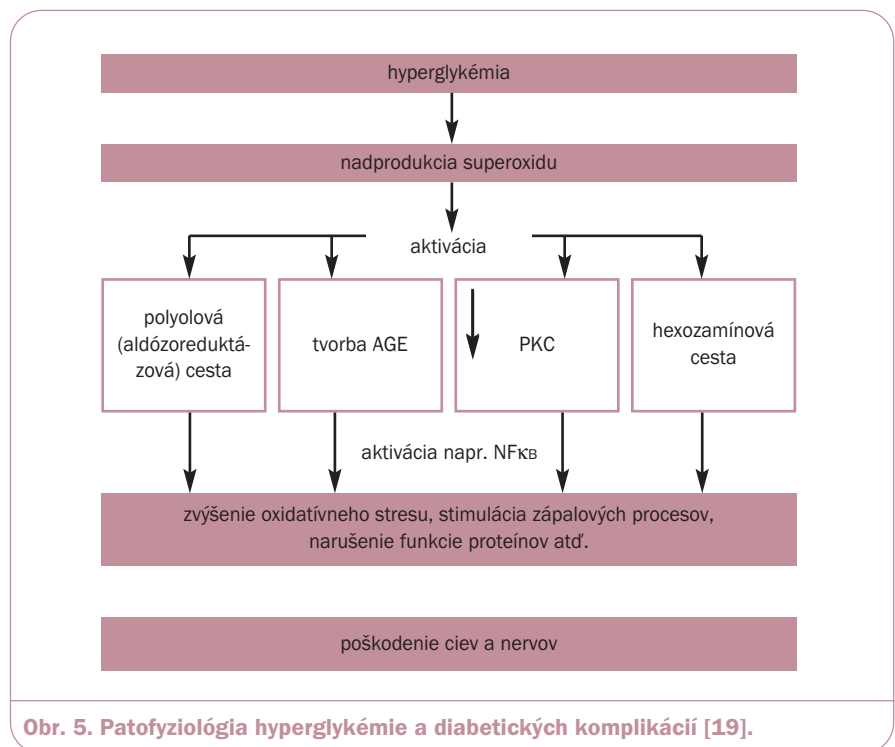 hyperglykémia
nadprodukcia superoxidu
aktivácia
polyolová
(aldózoreduktá-
zová) cesta
tvorba AGE
PKC
hexozamínová
cesta
aktivácia napr. NFκB
zvýšenie oxidatívneho stresu, stimulácia zápalových procesov,
narušenie funkcie proteínov atď.
poškodenie ciev a nervov
Obr. 5. Patofyziológia hyperglykémie a diabetických komplikácií [19].